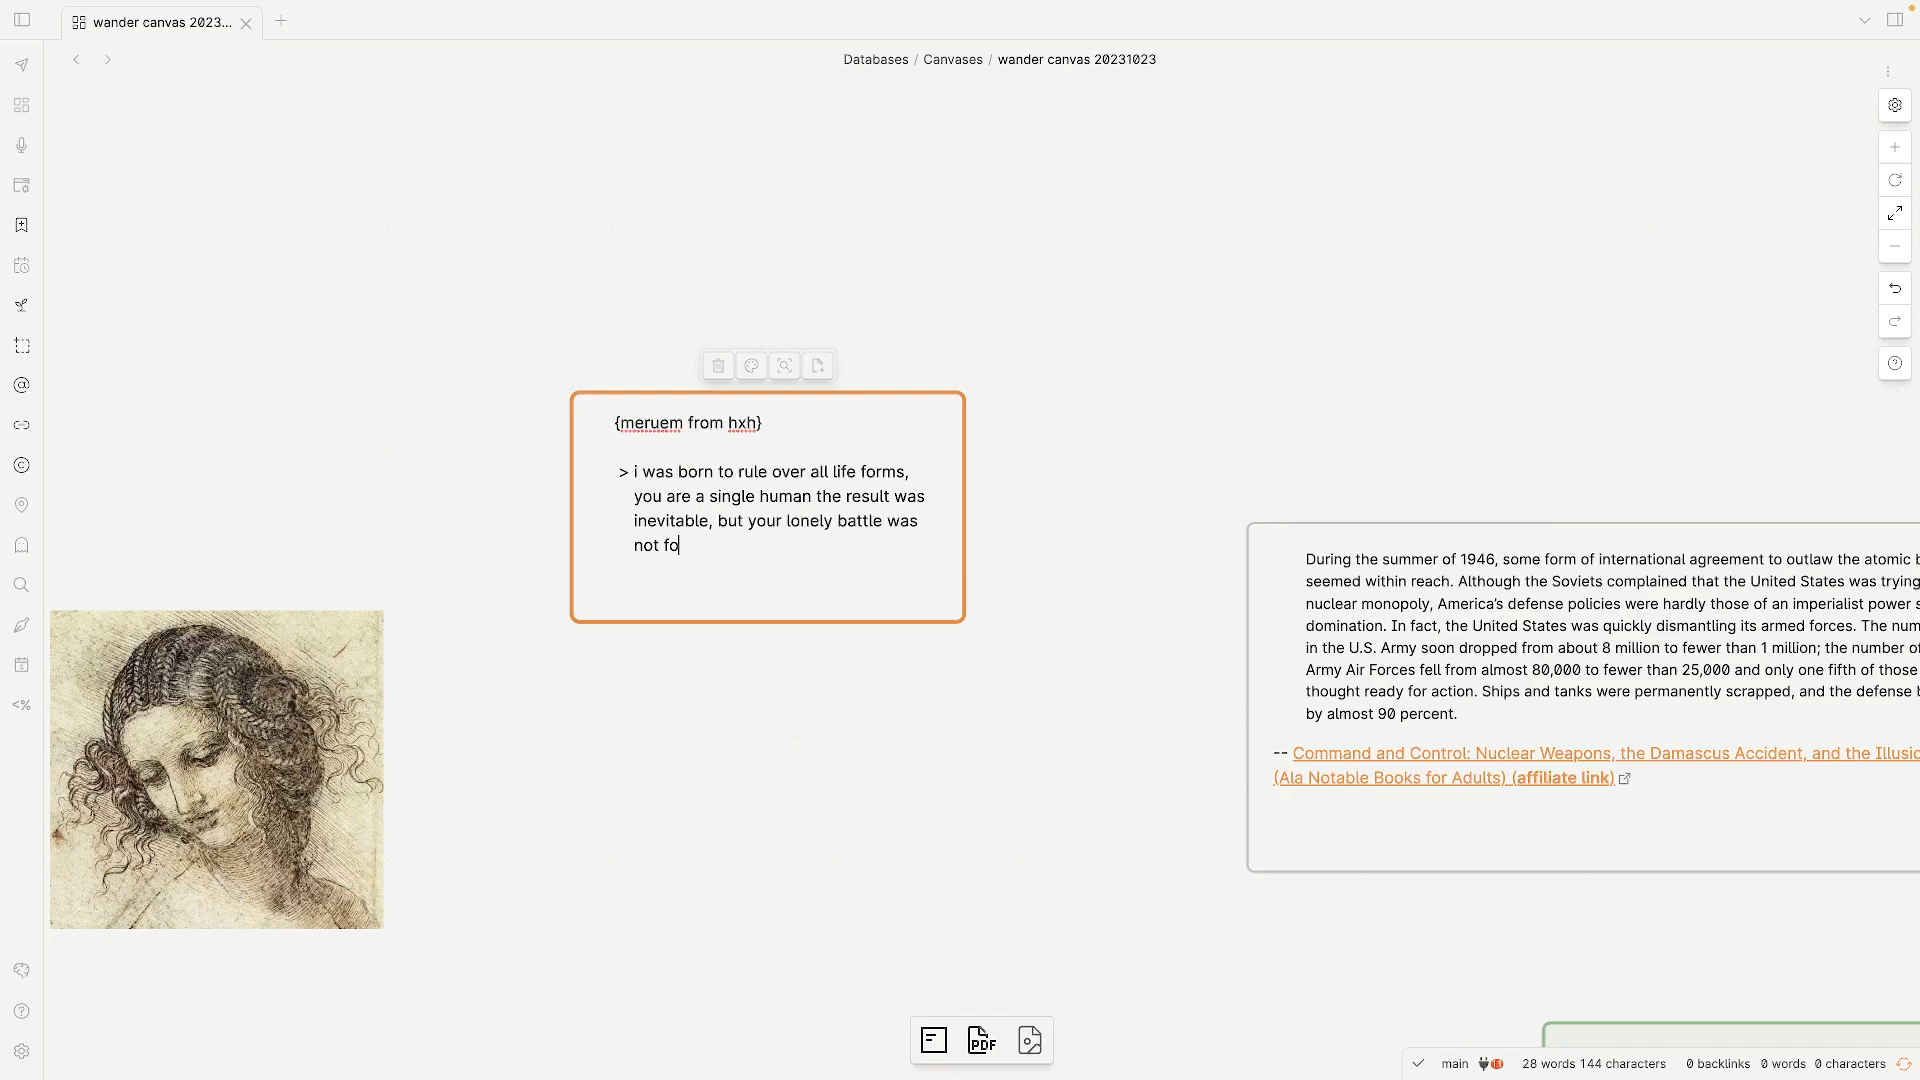 wander canvas 2023...
Databases / Canvases / wander canvas 20231023
{meruem from hxh}
> i was born to rule over all life forms,
you are a single human the result was
inevitable, but your lonely battle was
not fo
During the summer of 1946, some form of international agreement to outlaw the atomic
seemed within reach. Although the Soviets complained that the United States was trying
nuclear monopoly, America's defense policies were hardly those of an imperialist power
domination. In fact, the United States was quickly dismantling its armed forces. The
in the U.S. Army soon dropped from about 8 million to fewer than 1 million; the number of
Army Air Forces fell from almost 80,000 to fewer than 25,000 and only one fifth of those
thought ready for action. Ships and tanks were permanently scrapped, and the defense
by almost 90 percent.
-- Command and Control: Nuclear Weapons, the Damascus Accident, and the
(Ala Notable Books for Adults) (affiliate link)
PDF
main 28 words 144 characters 0 backlinks 0 words 0 characters